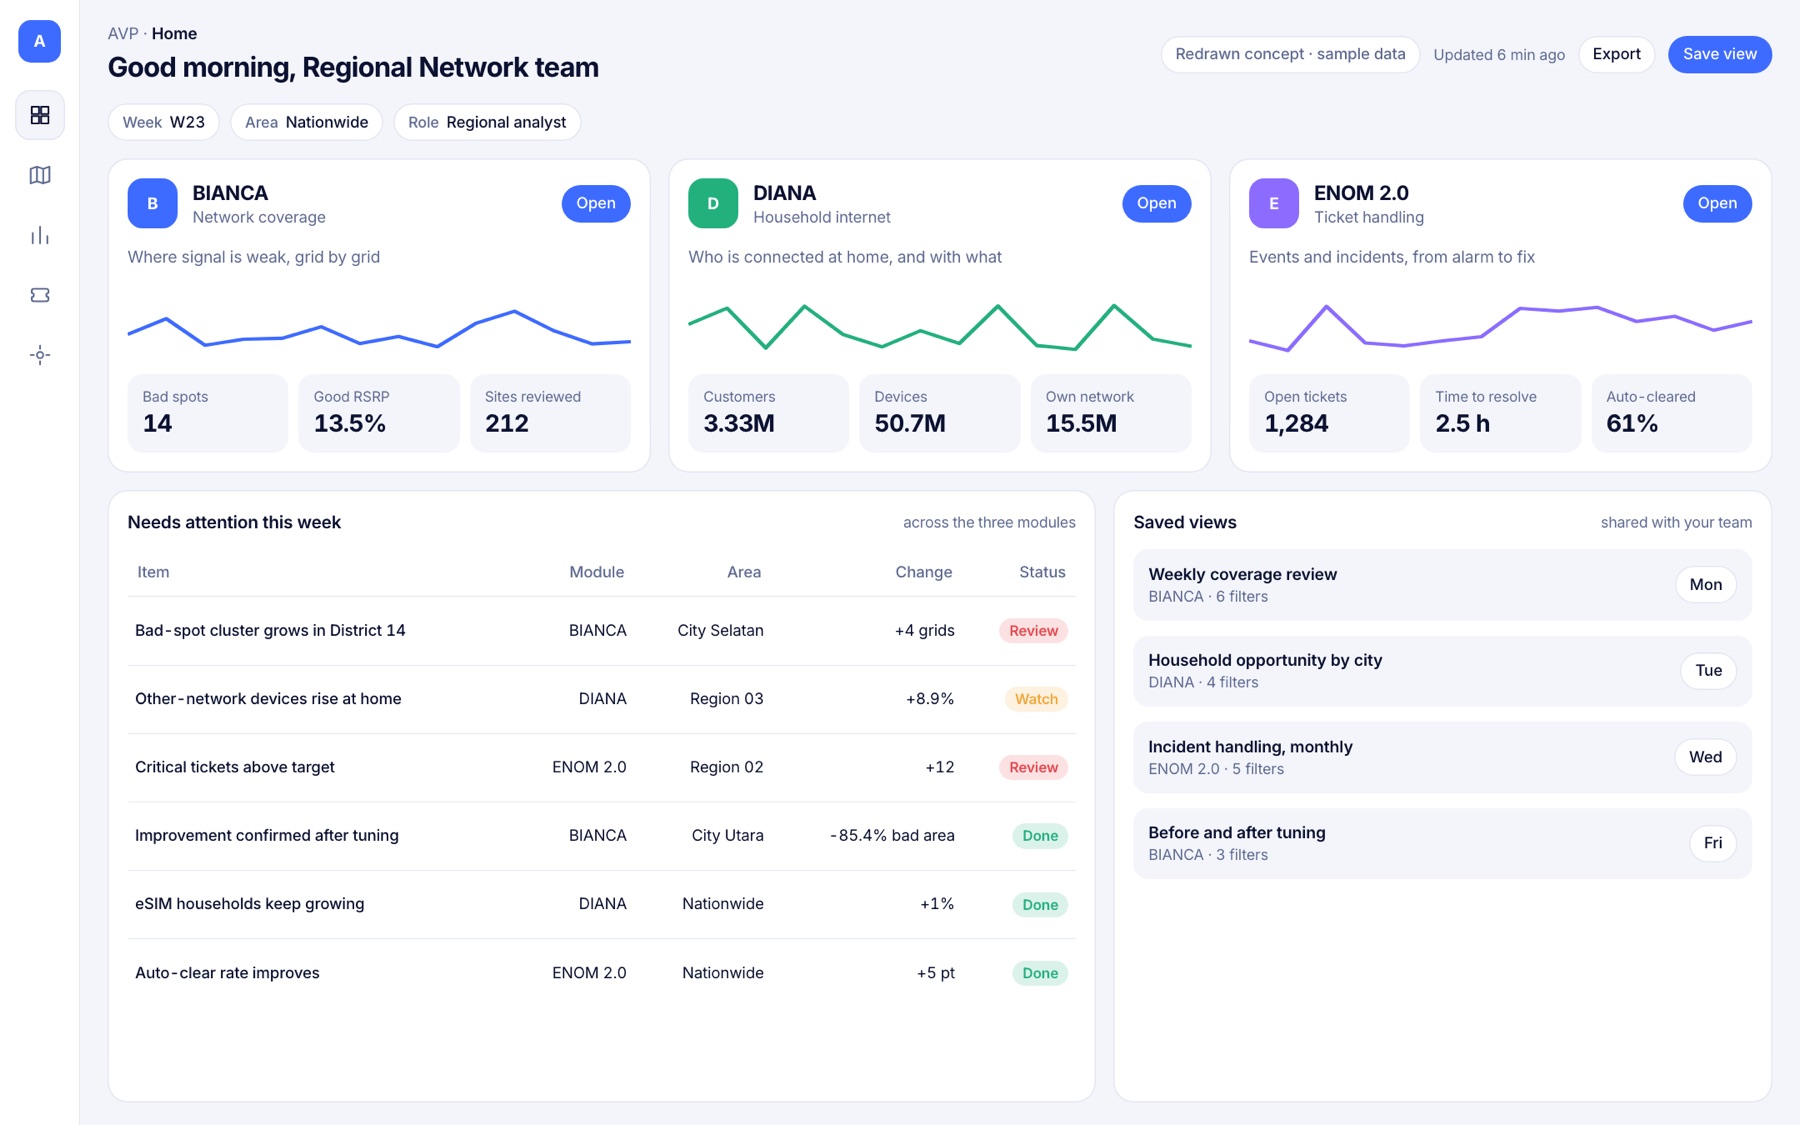 A
AVP · Home
Good morning, Regional Network team
Redrawn concept · sample data
Updated 6 min ago
Export
Save view
Week W23
Area Nationwide
Role Regional analyst
B
BIANCA
Network coverage
Open
Where signal is weak, grid by grid
Bad spots
14
Good RSRP
13.5%
Sites reviewed
212
D
DIANA
Household internet
Open
Who is connected at home, and with what
Customers
3.33M
Devices
50.7M
Own network
15.5M
E
ENOM 2.0
Ticket handling
Open
Events and incidents, from alarm to fix
Open tickets
1,284
Time to resolve
2.5 h
Auto-cleared
61%
Needs attention this week
across the three modules
Item Module Area Change Status
Bad-spot cluster grows in District 14 BIANCA City Selatan +4 grids Review
Other-network devices rise at home DIANA Region 03 +8.9% Watch
Critical tickets above target ENOM 2.0 Region 02 +12 Review
Improvement confirmed after tuning BIANCA City Utara -85.4% bad area Done
eSIM households keep growing DIANA Nationwide +1% Done
Auto-clear rate improves ENOM 2.0 Nationwide +5 pt Done
Saved views
shared with your team
Weekly coverage review
BIANCA · 6 filters
Mon
Household opportunity by city
DIANA · 4 filters
Tue
Incident handling, monthly
ENOM 2.0 · 5 filters
Wed
Before and after tuning
BIANCA · 3 filters
Fri